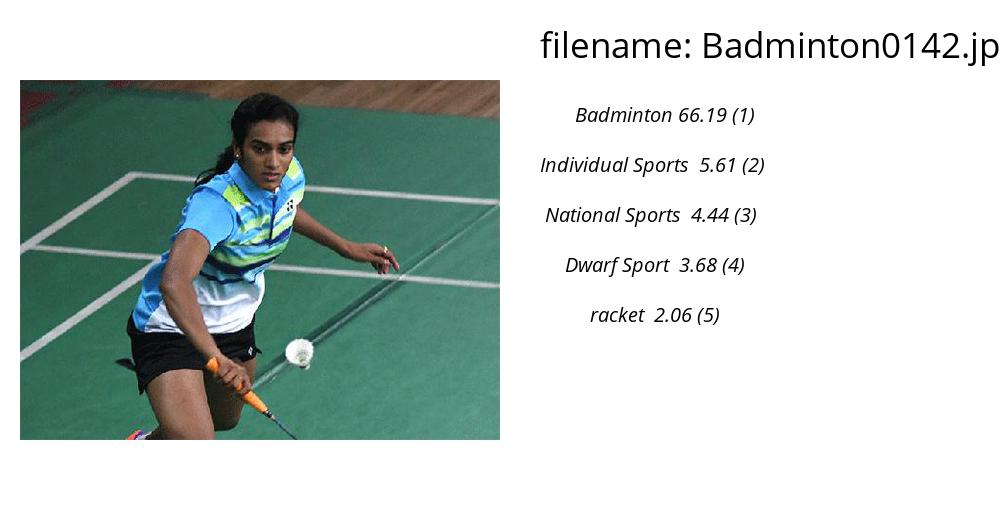 filename: Badminton0142.jp
Badminton 66.19 (1)
Individual Sports 5.61 (2)
National Sports 4.44 (3)
Dwarf Sport 3.68 (4)
racket 2.06 (5)